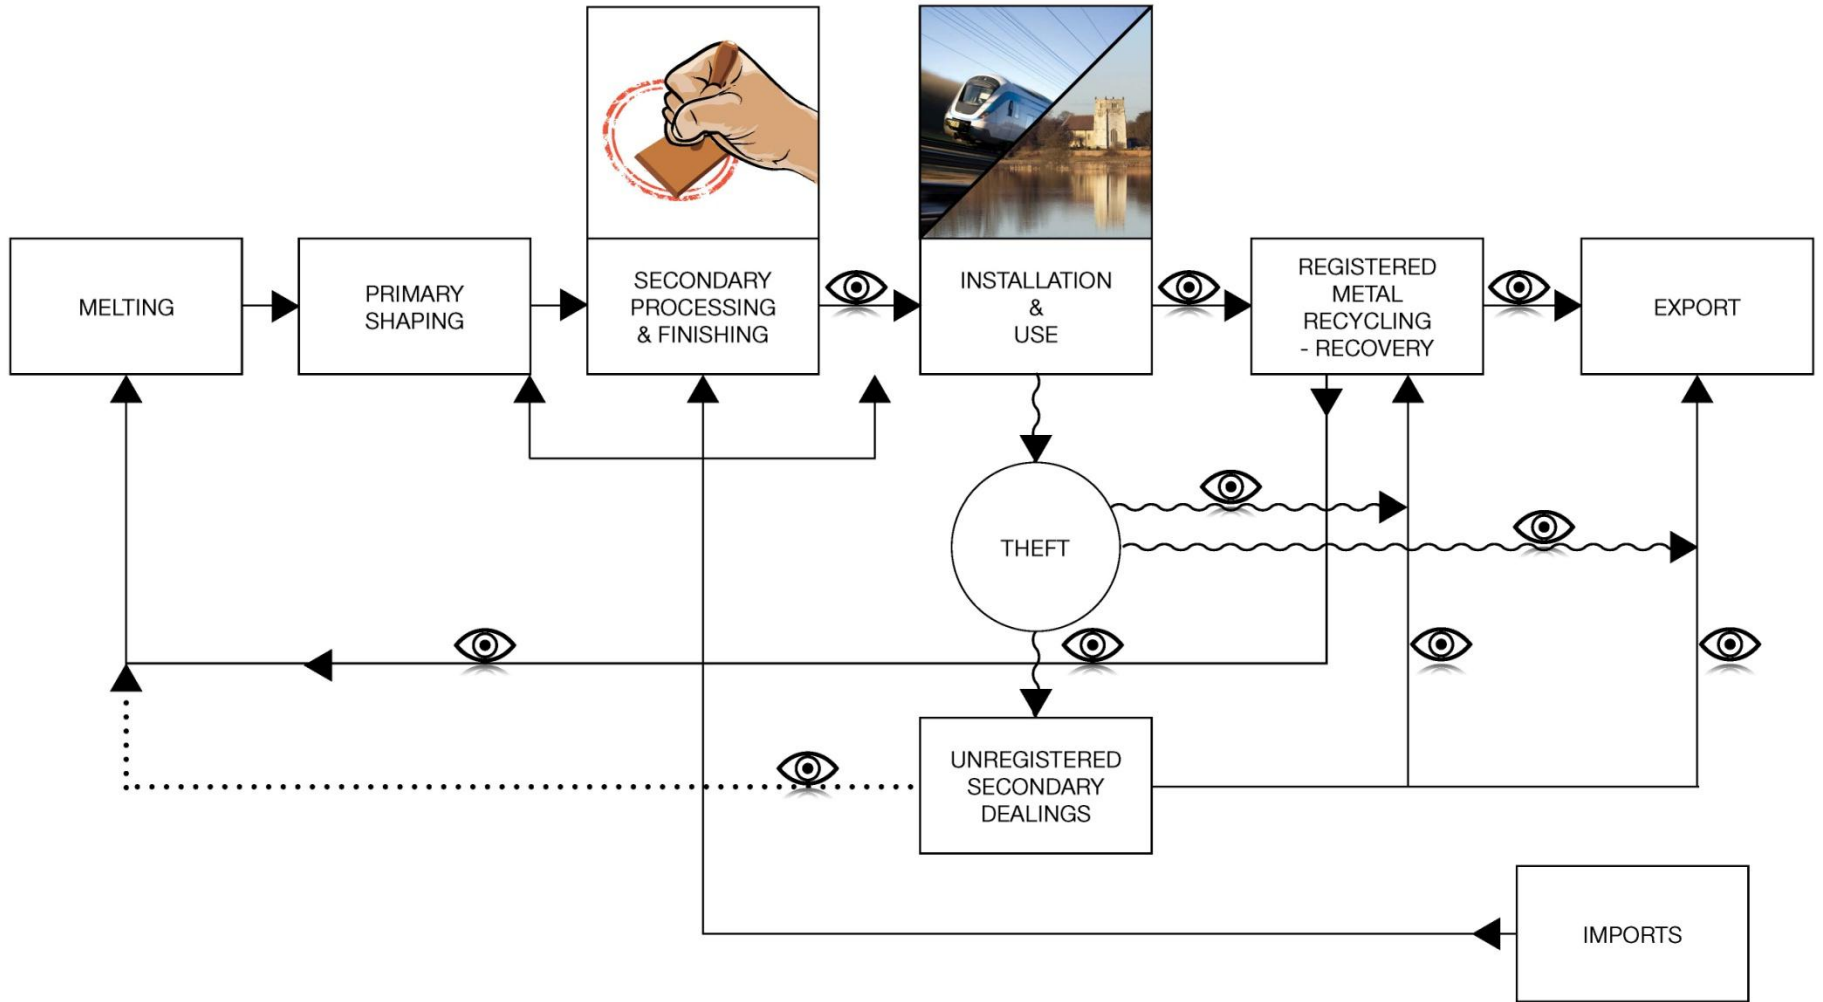 MELTING
PRIMARY
SHAPING
SECONDARY
PROCESSING
& FINISHING
INSTALLATION
&
USE
REGISTERED
METAL
RECYCLING
- RECOVERY
EXPORT
THEFT
UNREGISTERED
SECONDARY
DEALINGS
IMPORTS